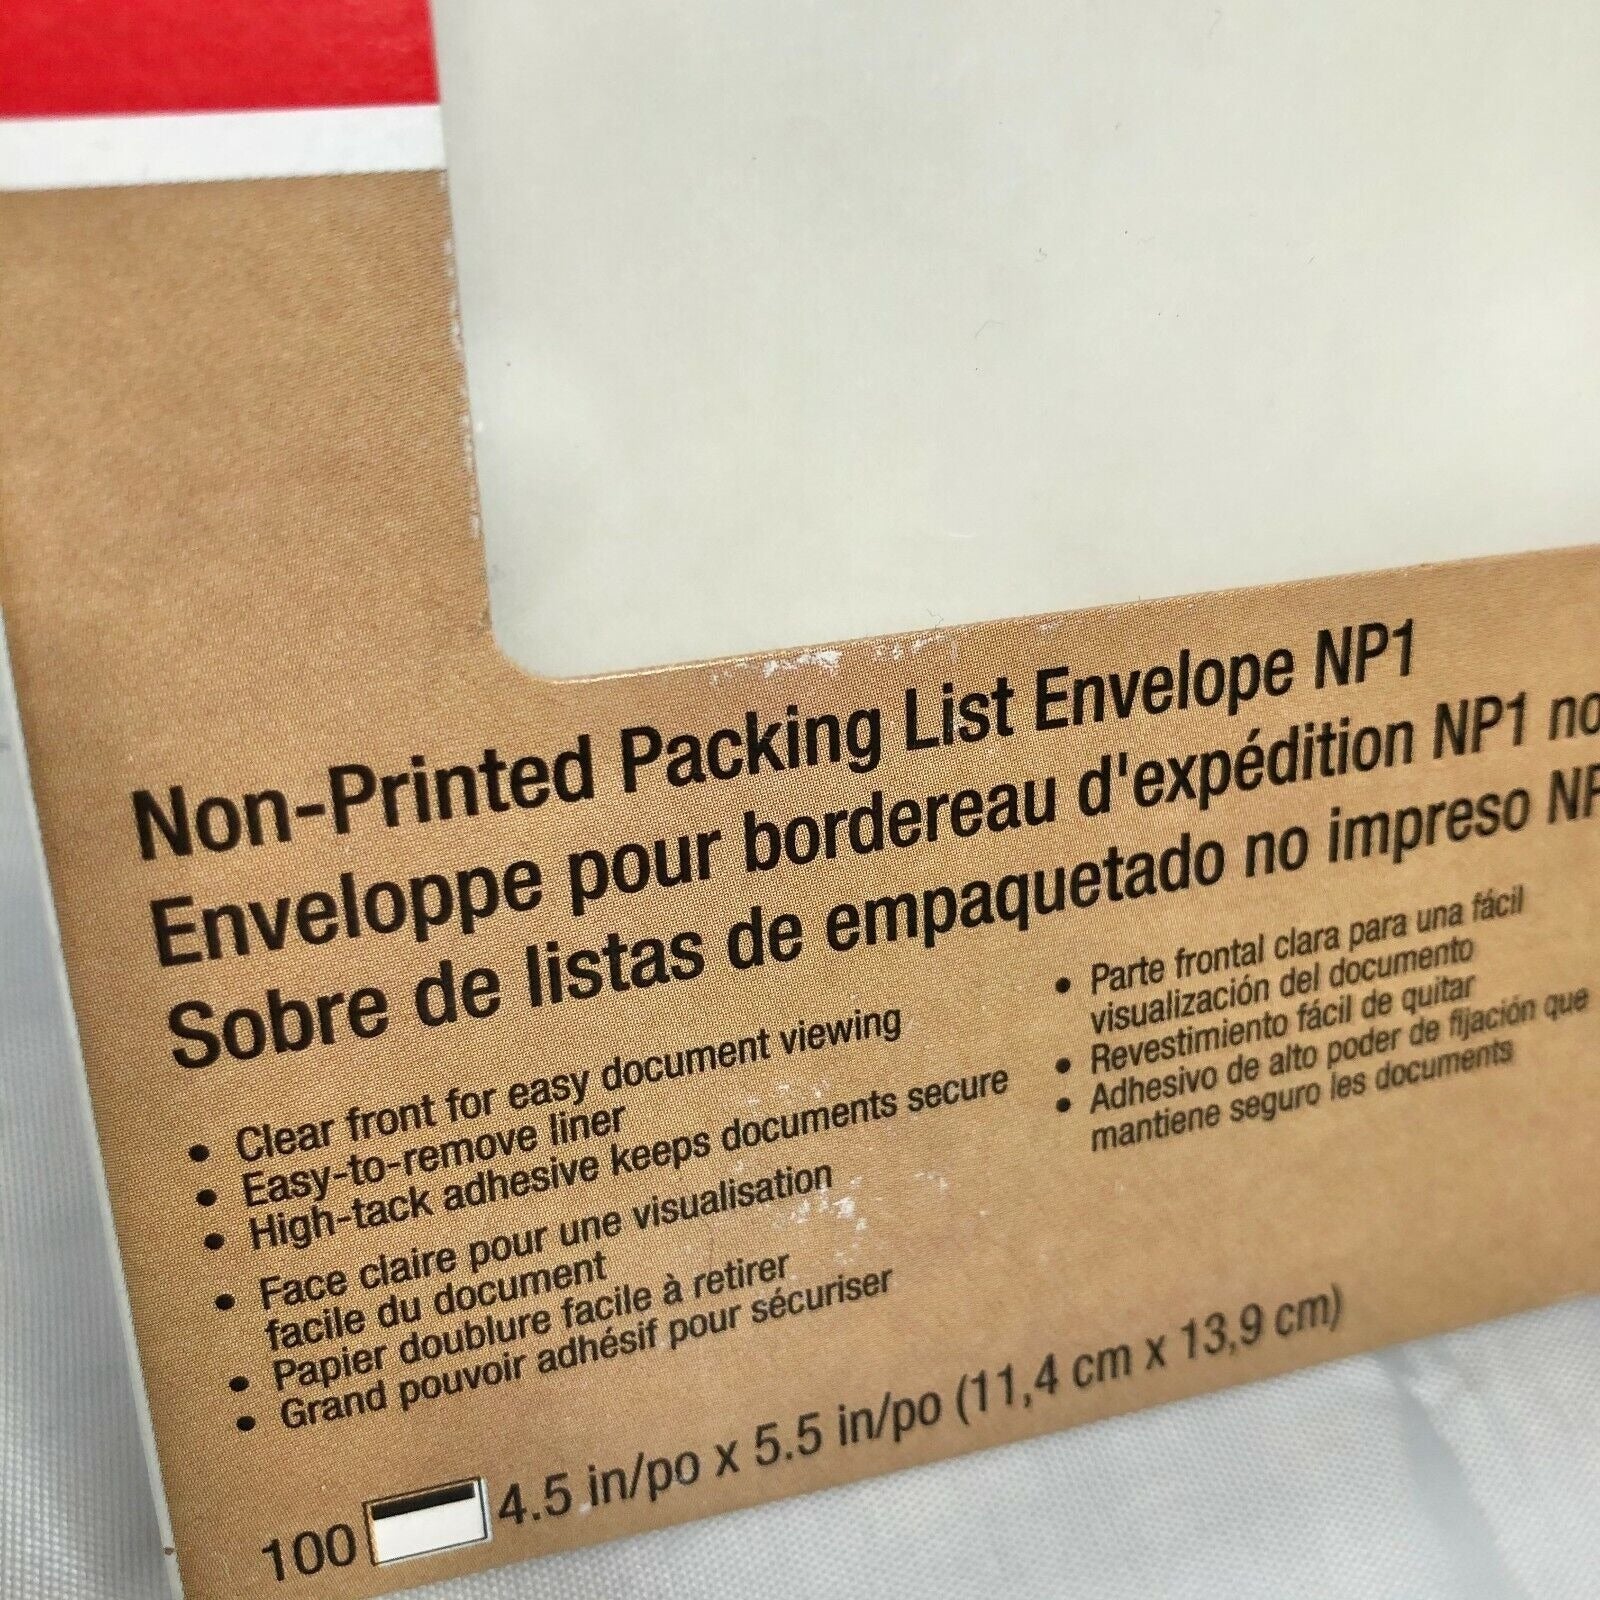 Non-Printed Packing List Envelope NP1
Enveloppe pour bordereau d'expédition NP1
Sobre de listas de empaquetado no impreso
• Clear front for easy document viewing
• Easy-to-remove liner
• High-tack adhesive keeps documents secure
• Face claire pour une visualisation
facile du document
• Papier doublure facile à retirer
• Grand pouvoir adhésif pour sécuriser
• Parte frontal clara para una fácil
visualización del documento
• Revestimiento fácil de quitar
• Adhesivo de alto poder de fijación que
mantiene seguro les documents
100 4.5 in/po x 5.5 in/po (11,4 cm x 13,9 cm)